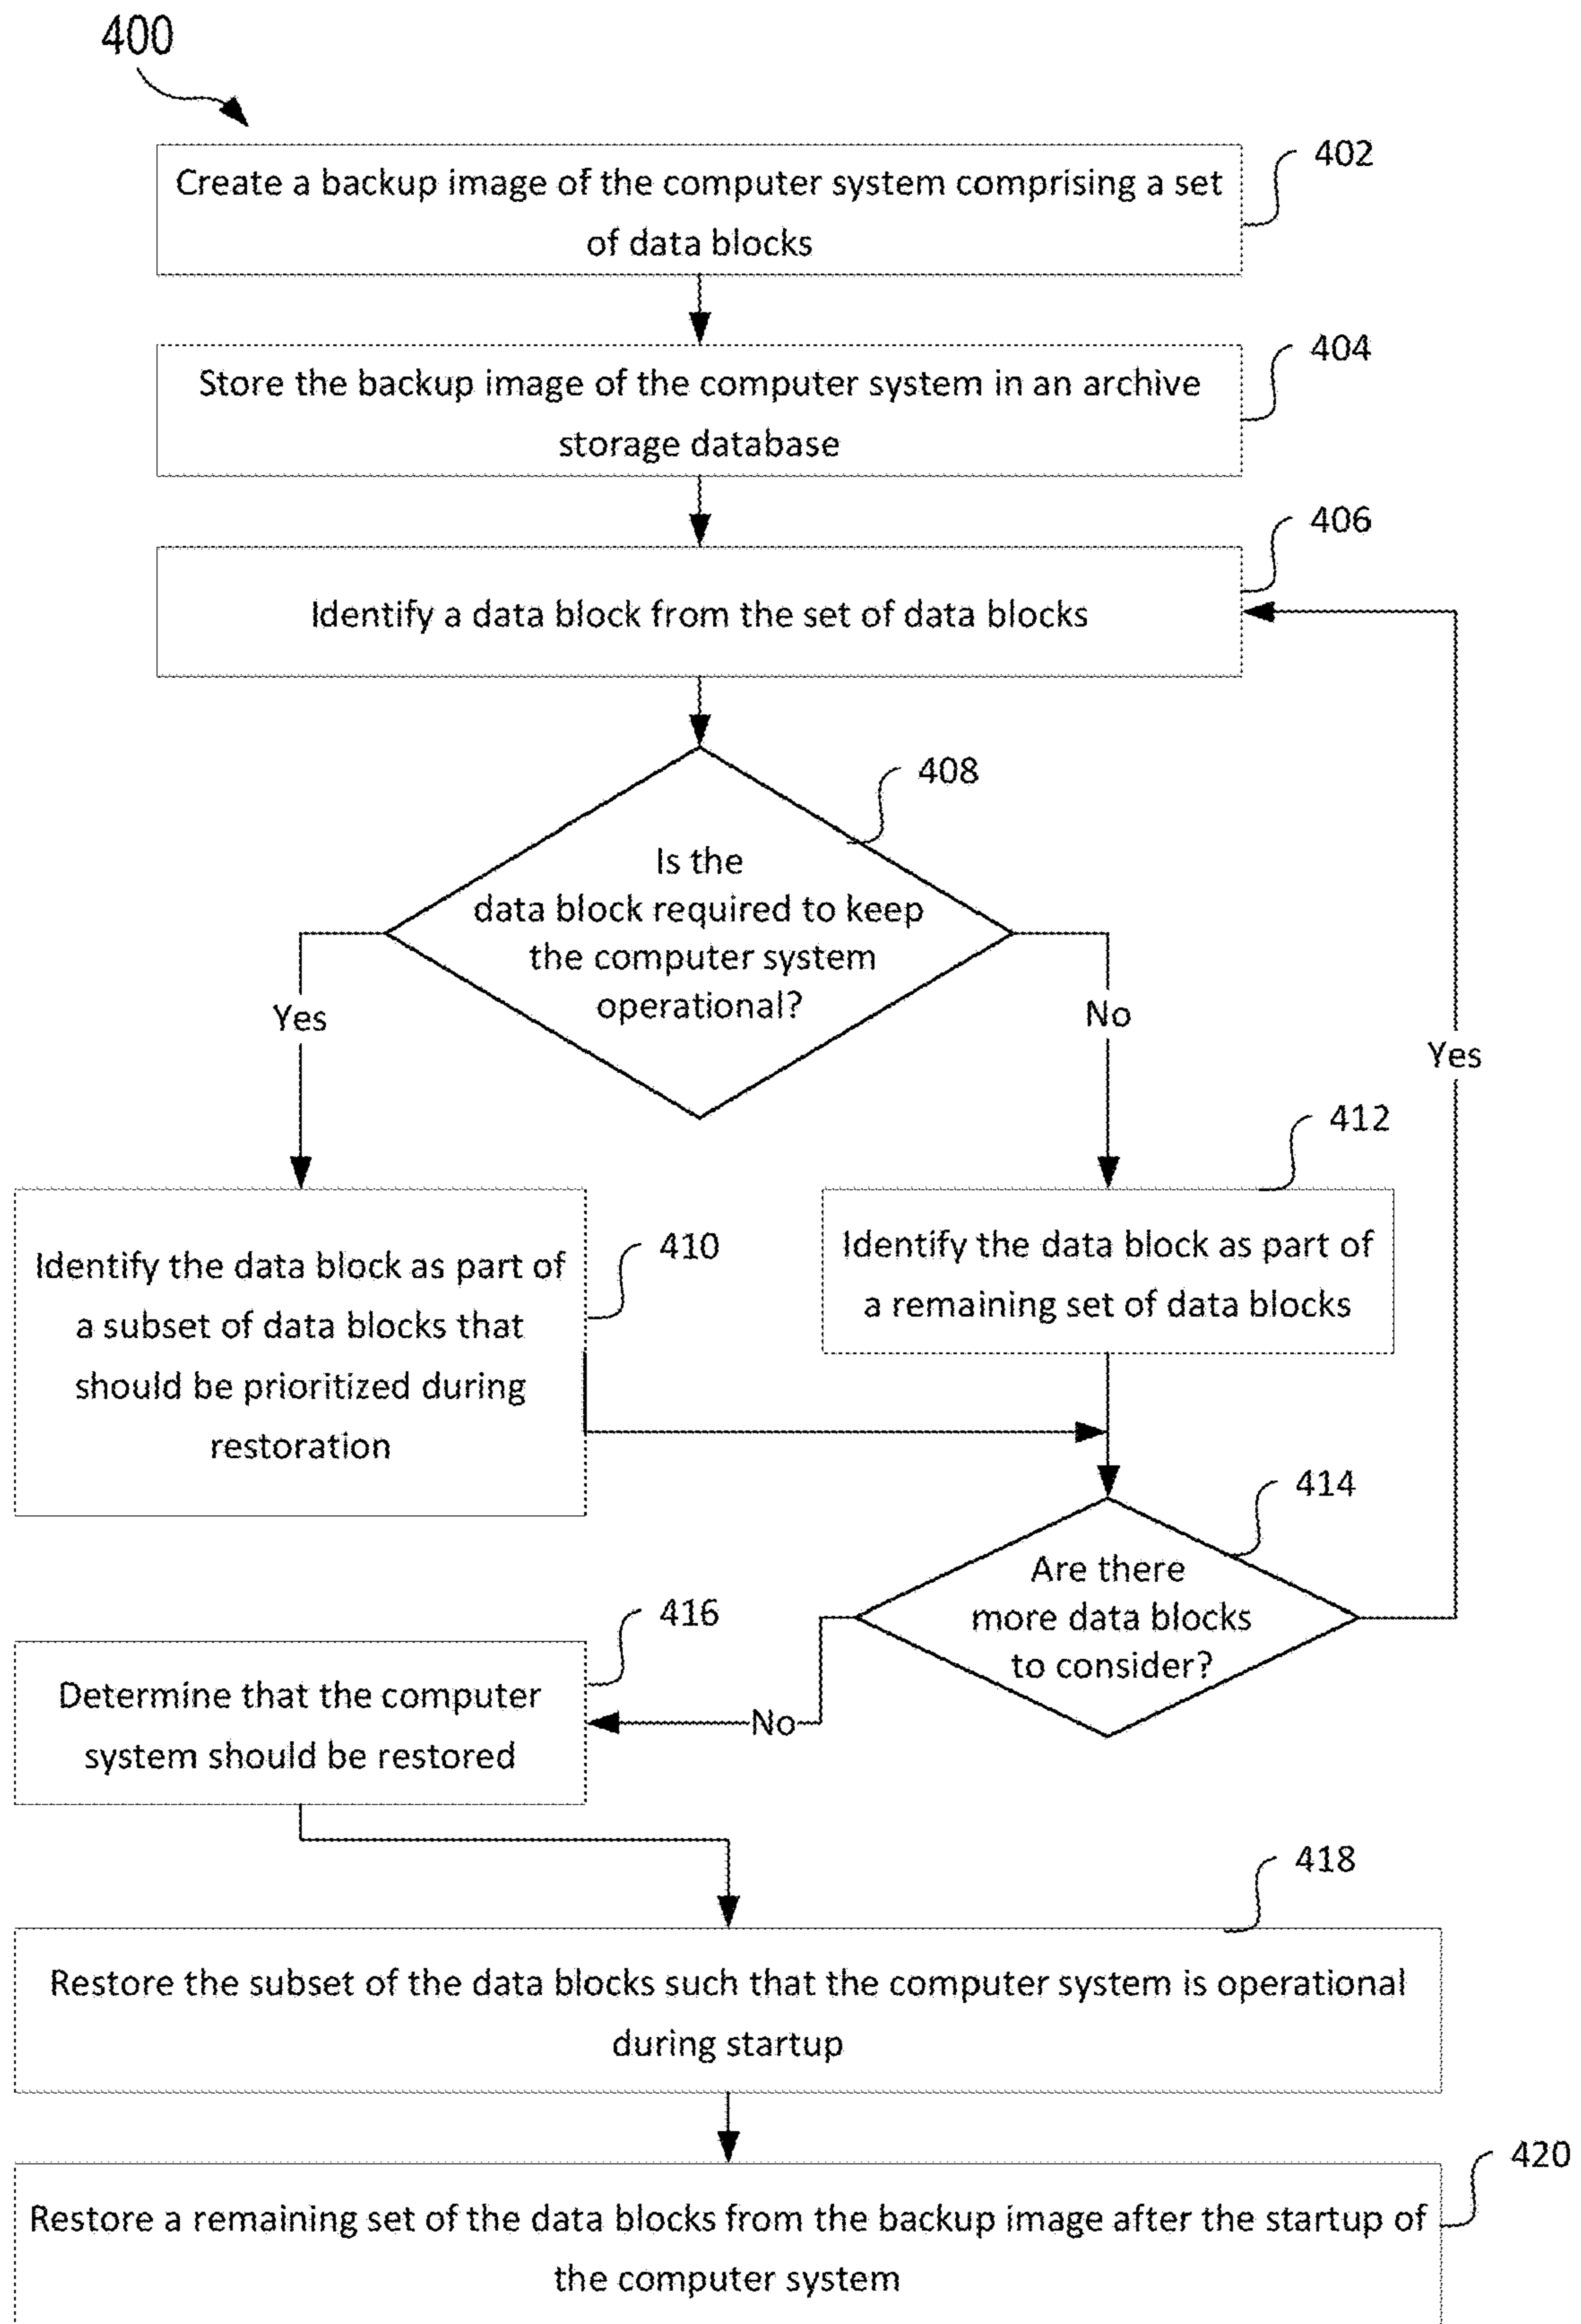 400
402
Create a backup image of the computer system comprising a set
of data blocks
404
Store the backup image of the computer system in an archive
storage database
406
Identify a data block from the set of data blocks
408
Is the
data block required to keep
the computer system
operational?
Yes
No
Yes
412
410
Identify the data block as part of
a subset of data blocks that
should be prioritized during
restoration
Identify the data block as part of
a remaining set of data blocks
414
Are there
more data blocks
to consider?
416
Determine that the computer
system should be restored
No
418
Restore the subset of the data blocks such that the computer system is operational
during startup
420
Restore a remaining set of the data blocks from the backup image after the startup of
the computer system